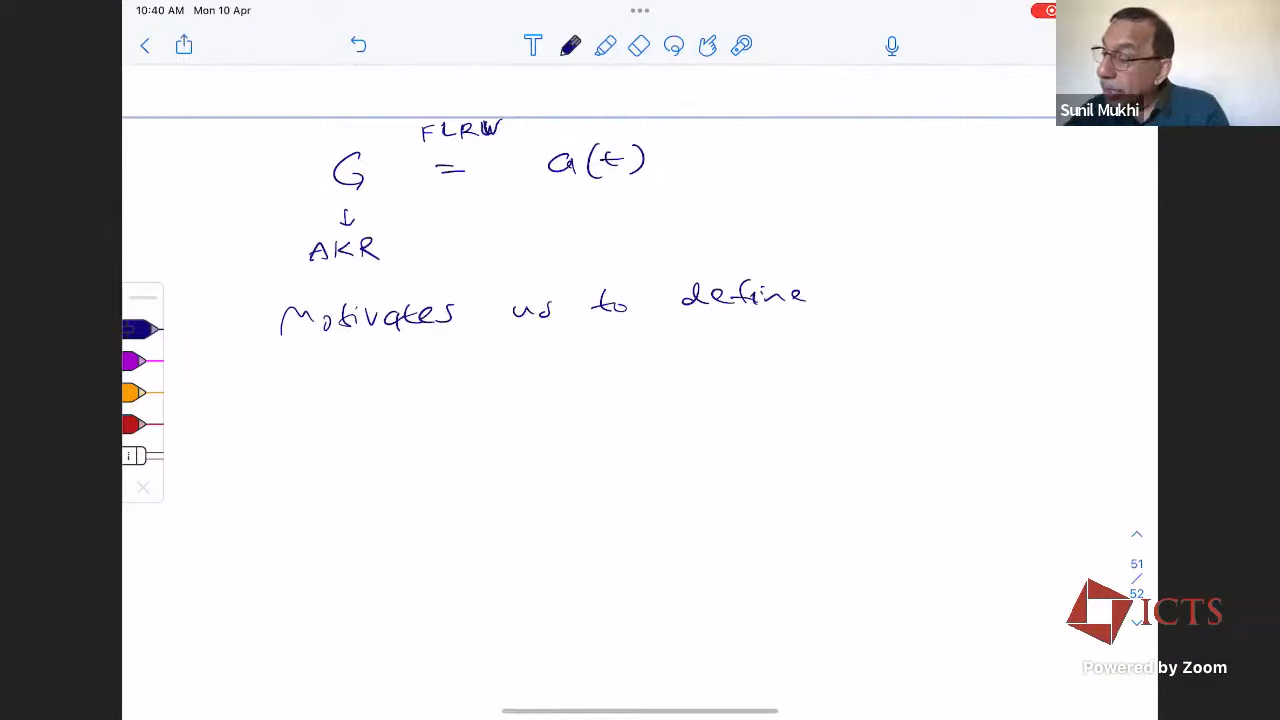 10:40 AM Mon 10 Apr
Sunil Mukhi
FLRW
G = a(t)
↓
AKR
Motivates us to define
51
/
52
ICTS
Powered by Zoom